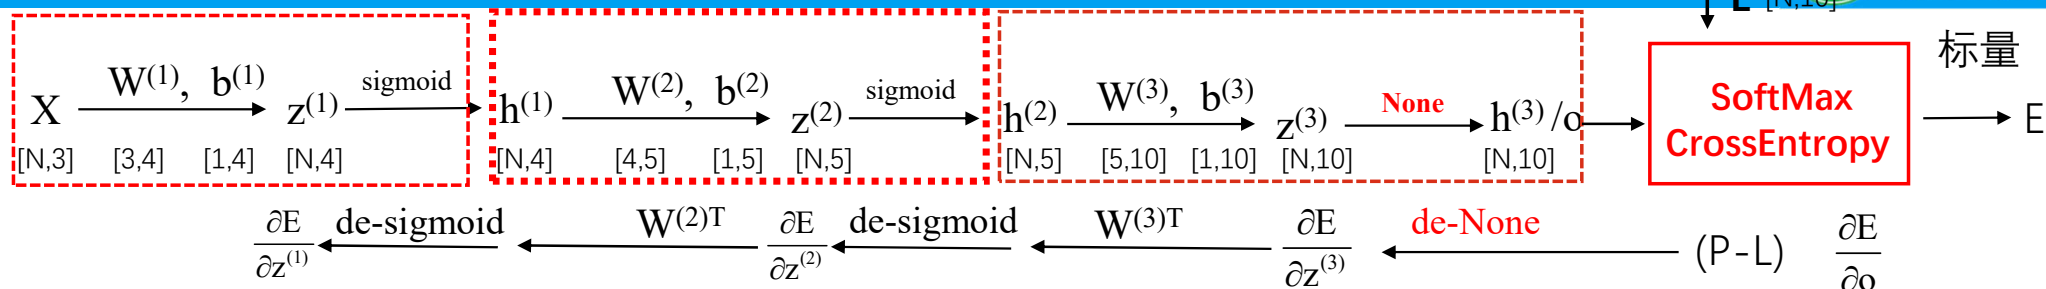 L [N,10]
标量
X W⁽¹⁾, b⁽¹⁾ z⁽¹⁾ sigmoid h⁽¹⁾ W⁽²⁾, b⁽²⁾ z⁽²⁾ sigmoid h⁽²⁾ W⁽³⁾, b⁽³⁾ z⁽³⁾ None h⁽³⁾/o SoftMax E
CrossEntropy
[N,3] [3,4] [1,4] [N,4] [N,4] [4,5] [1,5] [N,5] [N,5] [5,10] [1,10] [N,10] [N,10]
∂E/∂z⁽¹⁾ de-sigmoid W⁽²⁾ᵀ ∂E/∂z⁽²⁾ de-sigmoid W⁽³⁾ᵀ ∂E/∂z⁽³⁾ de-None (P-L) ∂E/∂o